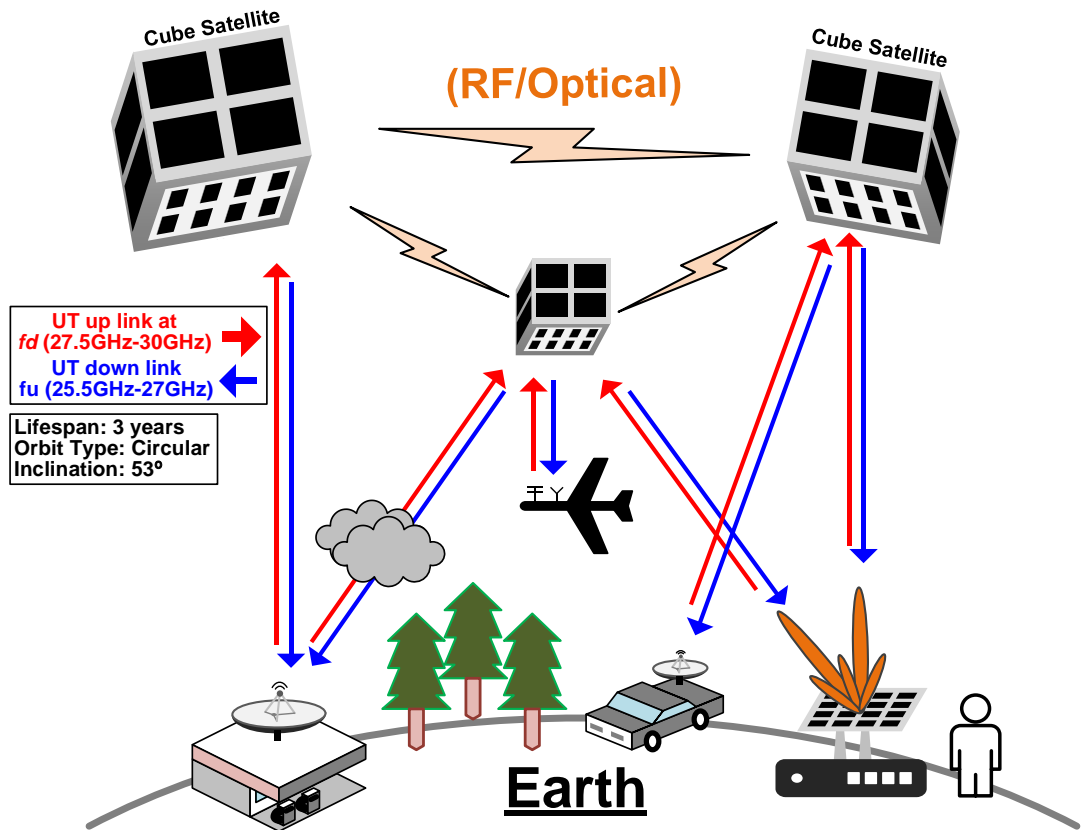 Cube Satellite
Cube Satellite
(RF/Optical)
UT up link at
fd (27.5GHz-30GHz)
UT down link
fu (25.5GHz-27GHz)
Lifespan: 3 years
Orbit Type: Circular
Inclination: 53º
Earth